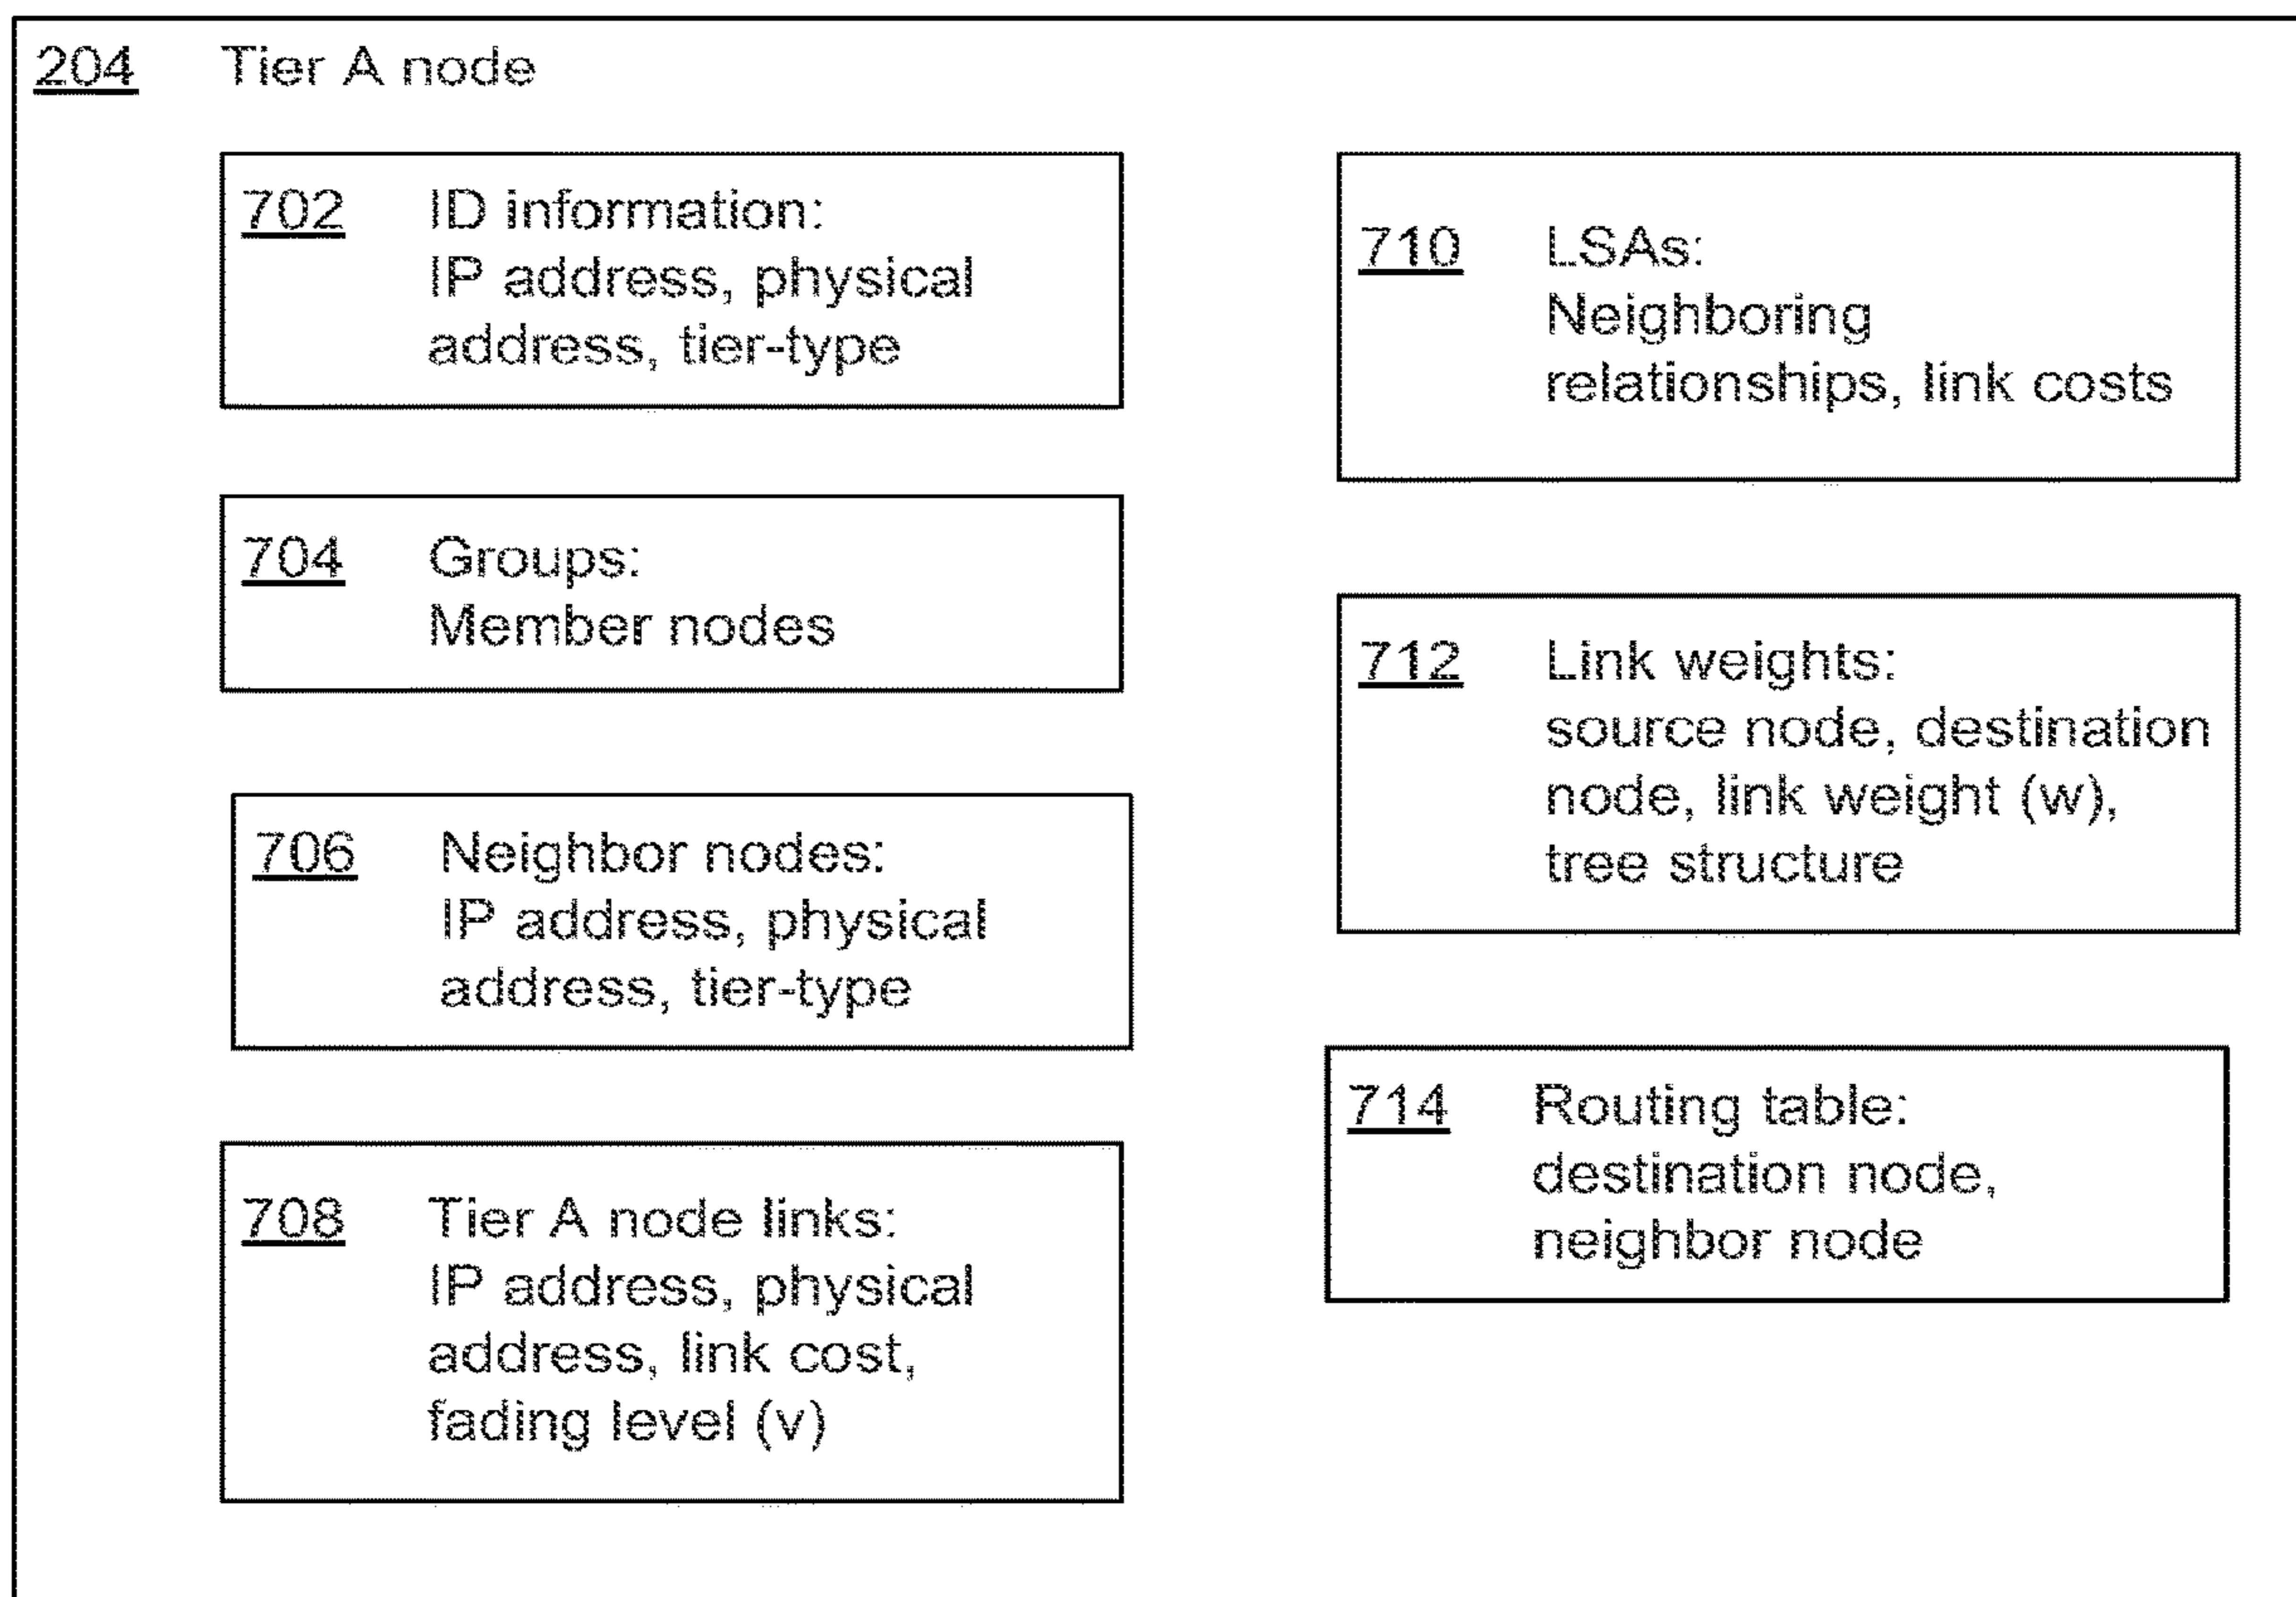 204 Tier A node
702 ID information:
IP address, physical
address, tier-type
704 Groups:
Member nodes
706 Neighbor nodes:
IP address, physical
address, tier-type
708 Tier A node links:
IP address, physical
address, link cost,
fading level (v)
710 LSAs:
Neighboring
relationships, link costs
712 Link weights:
source node, destination
node, link weight (w),
tree structure
714 Routing table:
destination node,
neighbor node